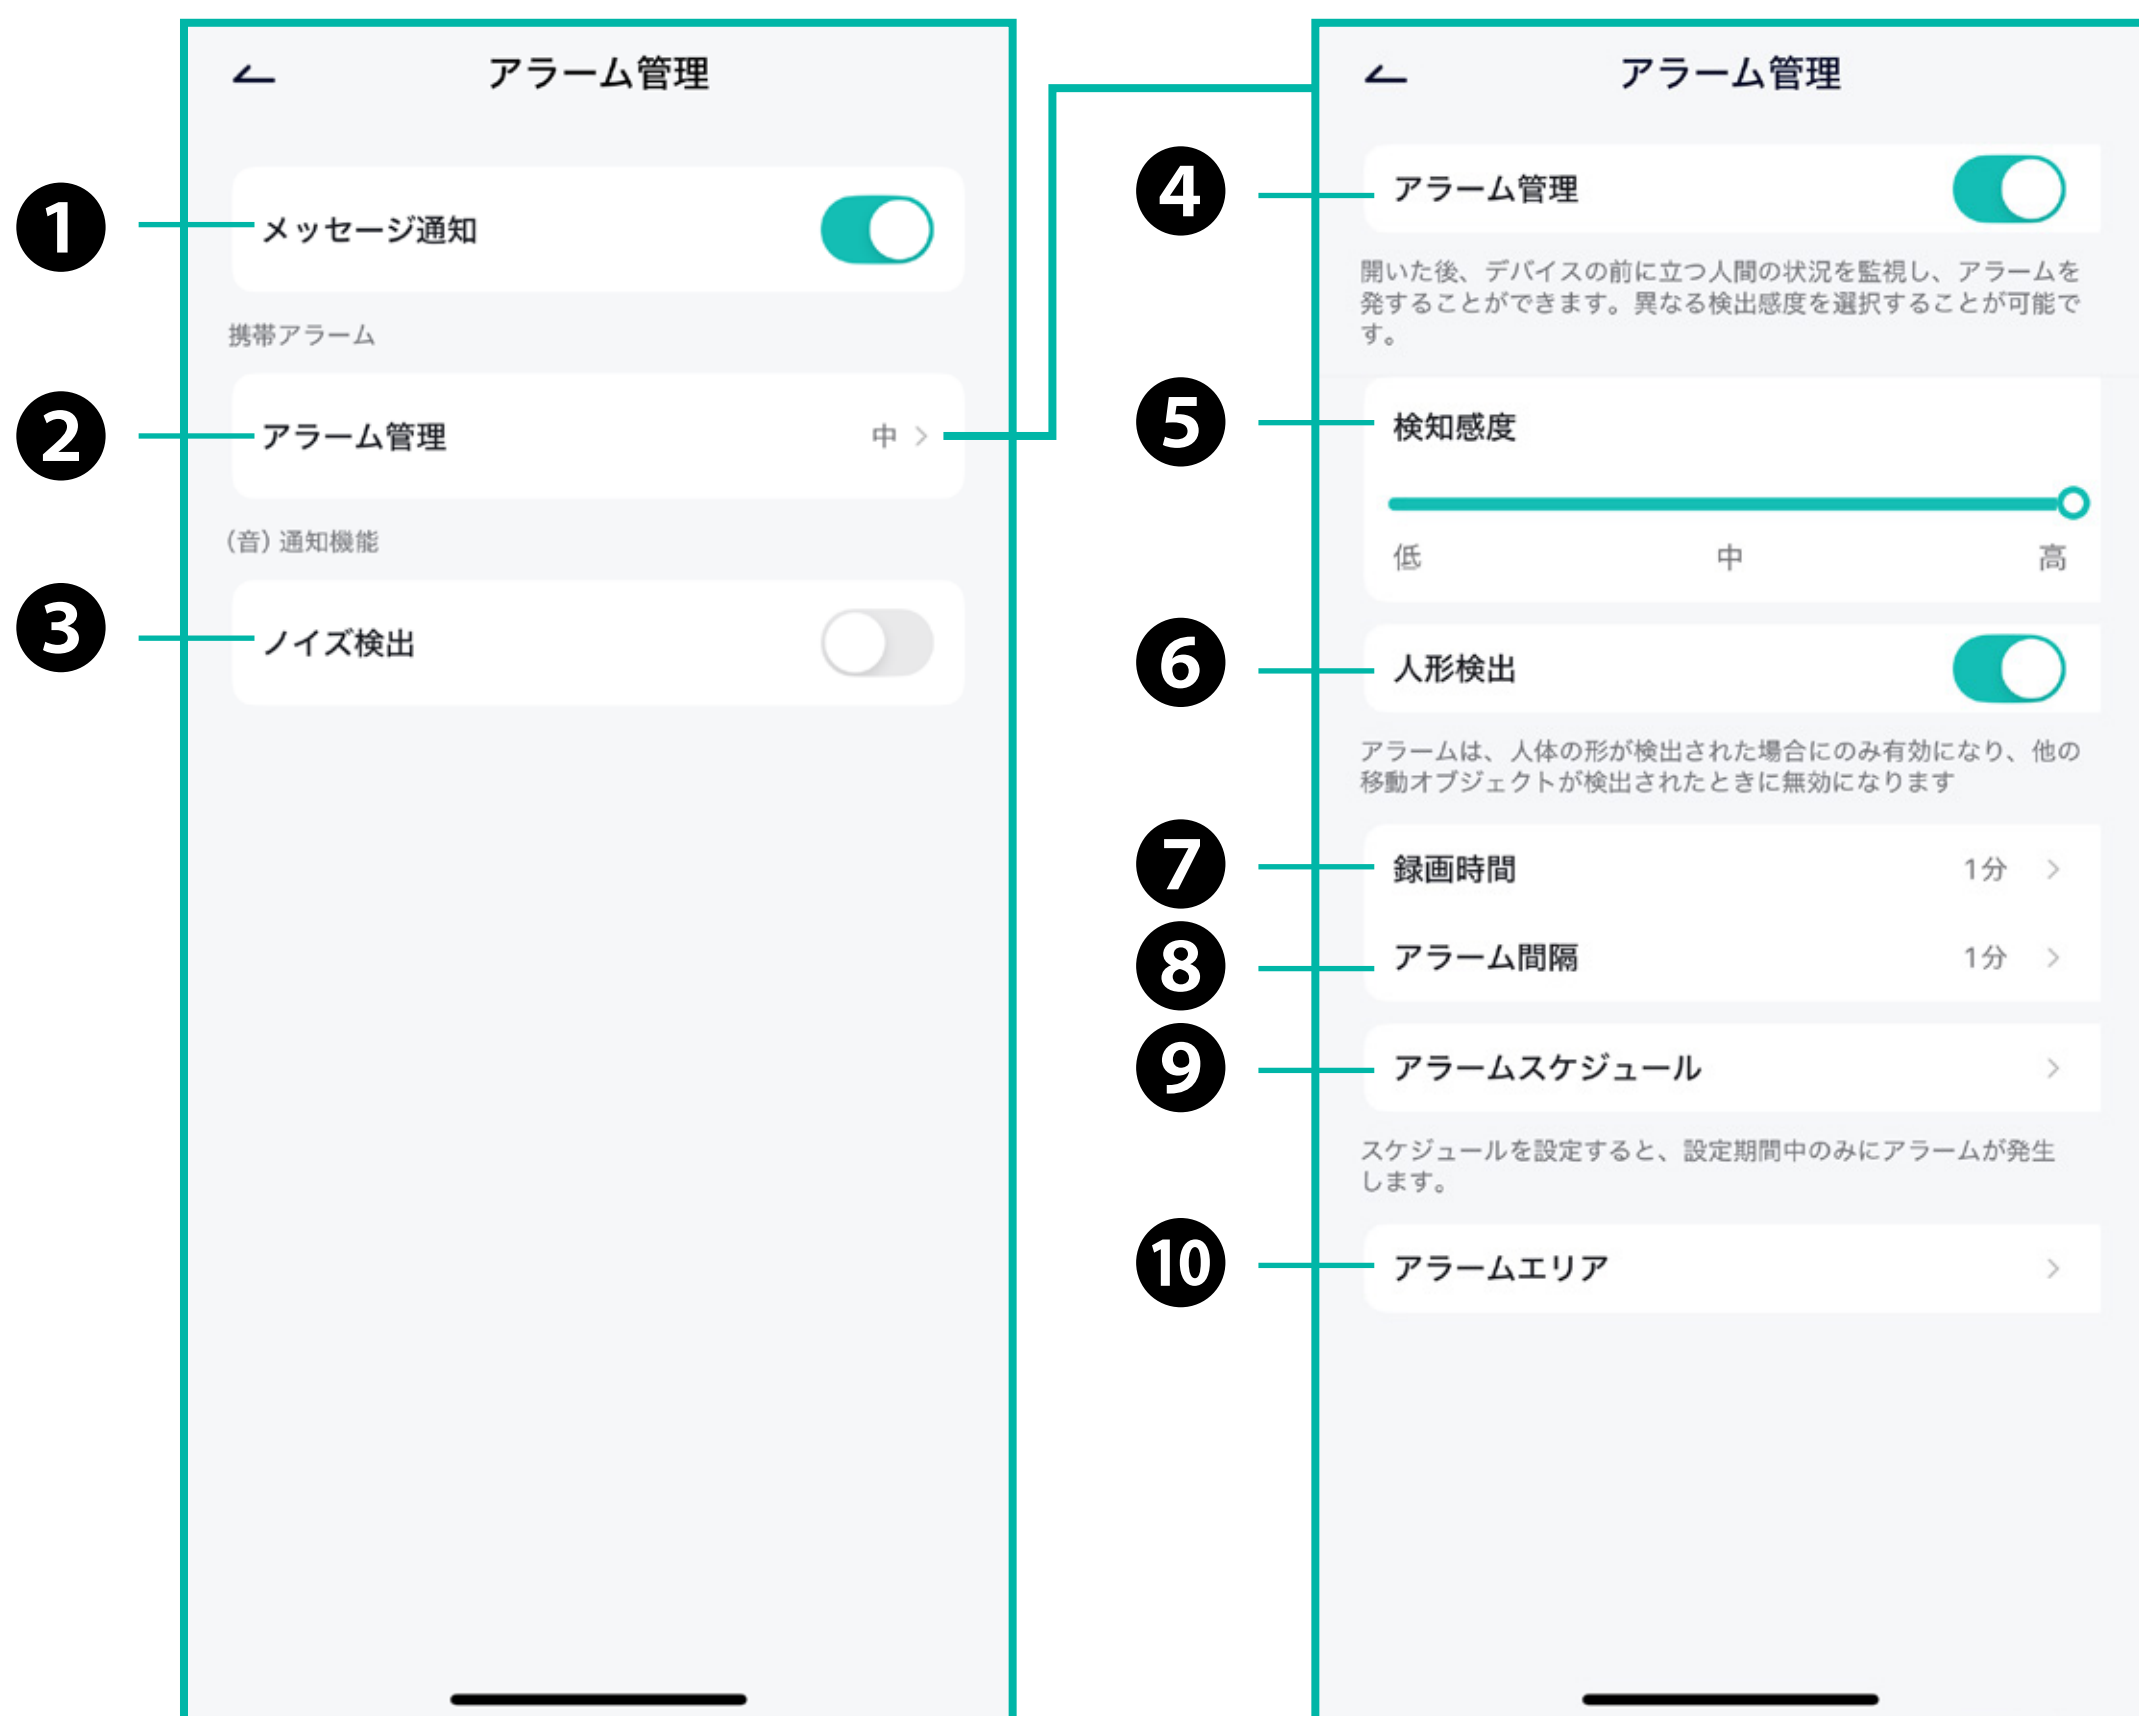 アラーム管理
1 メッセージ通知
携帯アラーム
2 アラーム管理 中
(音) 通知機能
3 ノイズ検出
アラーム管理
4 アラーム管理
開いた後、デバイスの前に立つ人間の状況を監視し、アラームを
発することができます。異なる検出感度を選択することが可能で
す。
5 検知感度
低 中 高
6 人形検出
アラームは、人体の形が検出された場合にのみ有効になり、他の
移動オブジェクトが検出されたときに無効になります
7 録画時間 1分
8 アラーム間隔 1分
9 アラームスケジュール
スケジュールを設定すると、設定期間中のみにアラームが発生
します。
10 アラームエリア